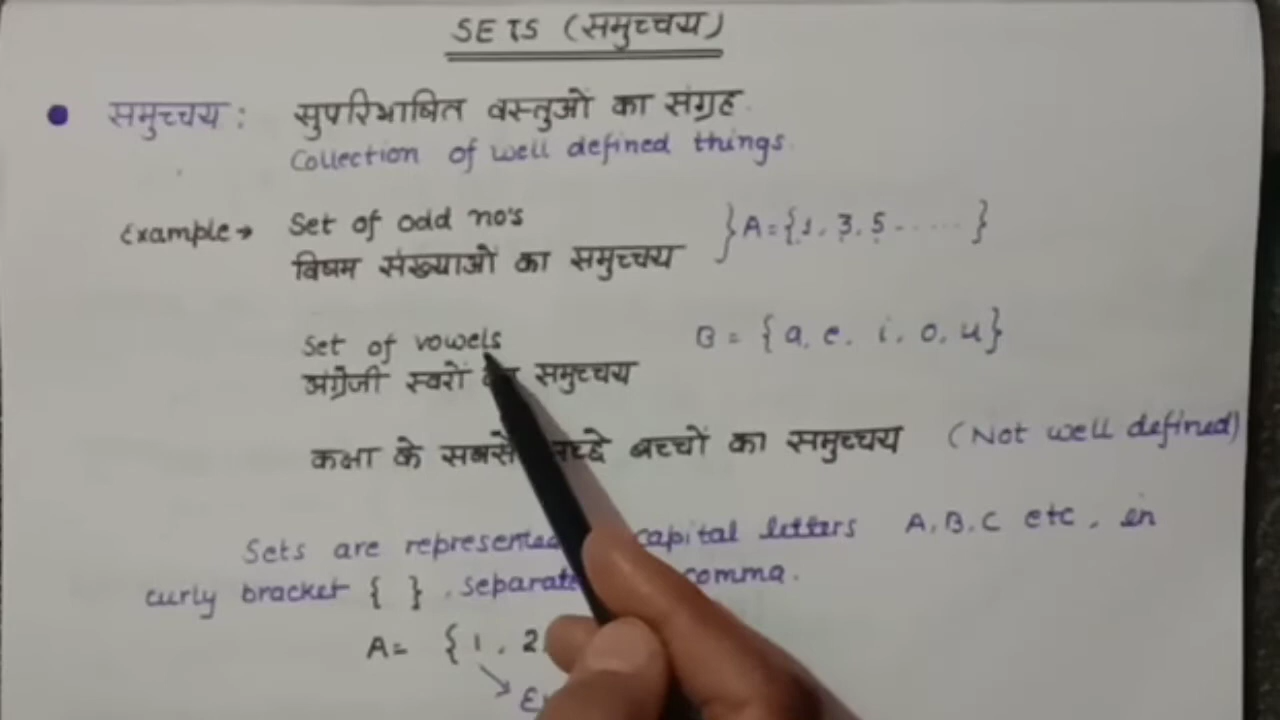 SETS (समुच्चय)
समुच्चय : सुपरिभाषित वस्तुओं का संग्रह.
Collection of well defined things.
Example → Set of odd no's
विषम संख्याओं का समुच्चय } A = {1, 3, 5 - ..... }
Set of vowels B = {a, e, i, o, u}
अंग्रेजी स्वरों समुच्चय
कक्षा के सबसे बच्चों का समुच्चय (Not well defined)
Sets are capital letters A, B, C etc, in
curly bracket { } , comma.
A = {1, 2